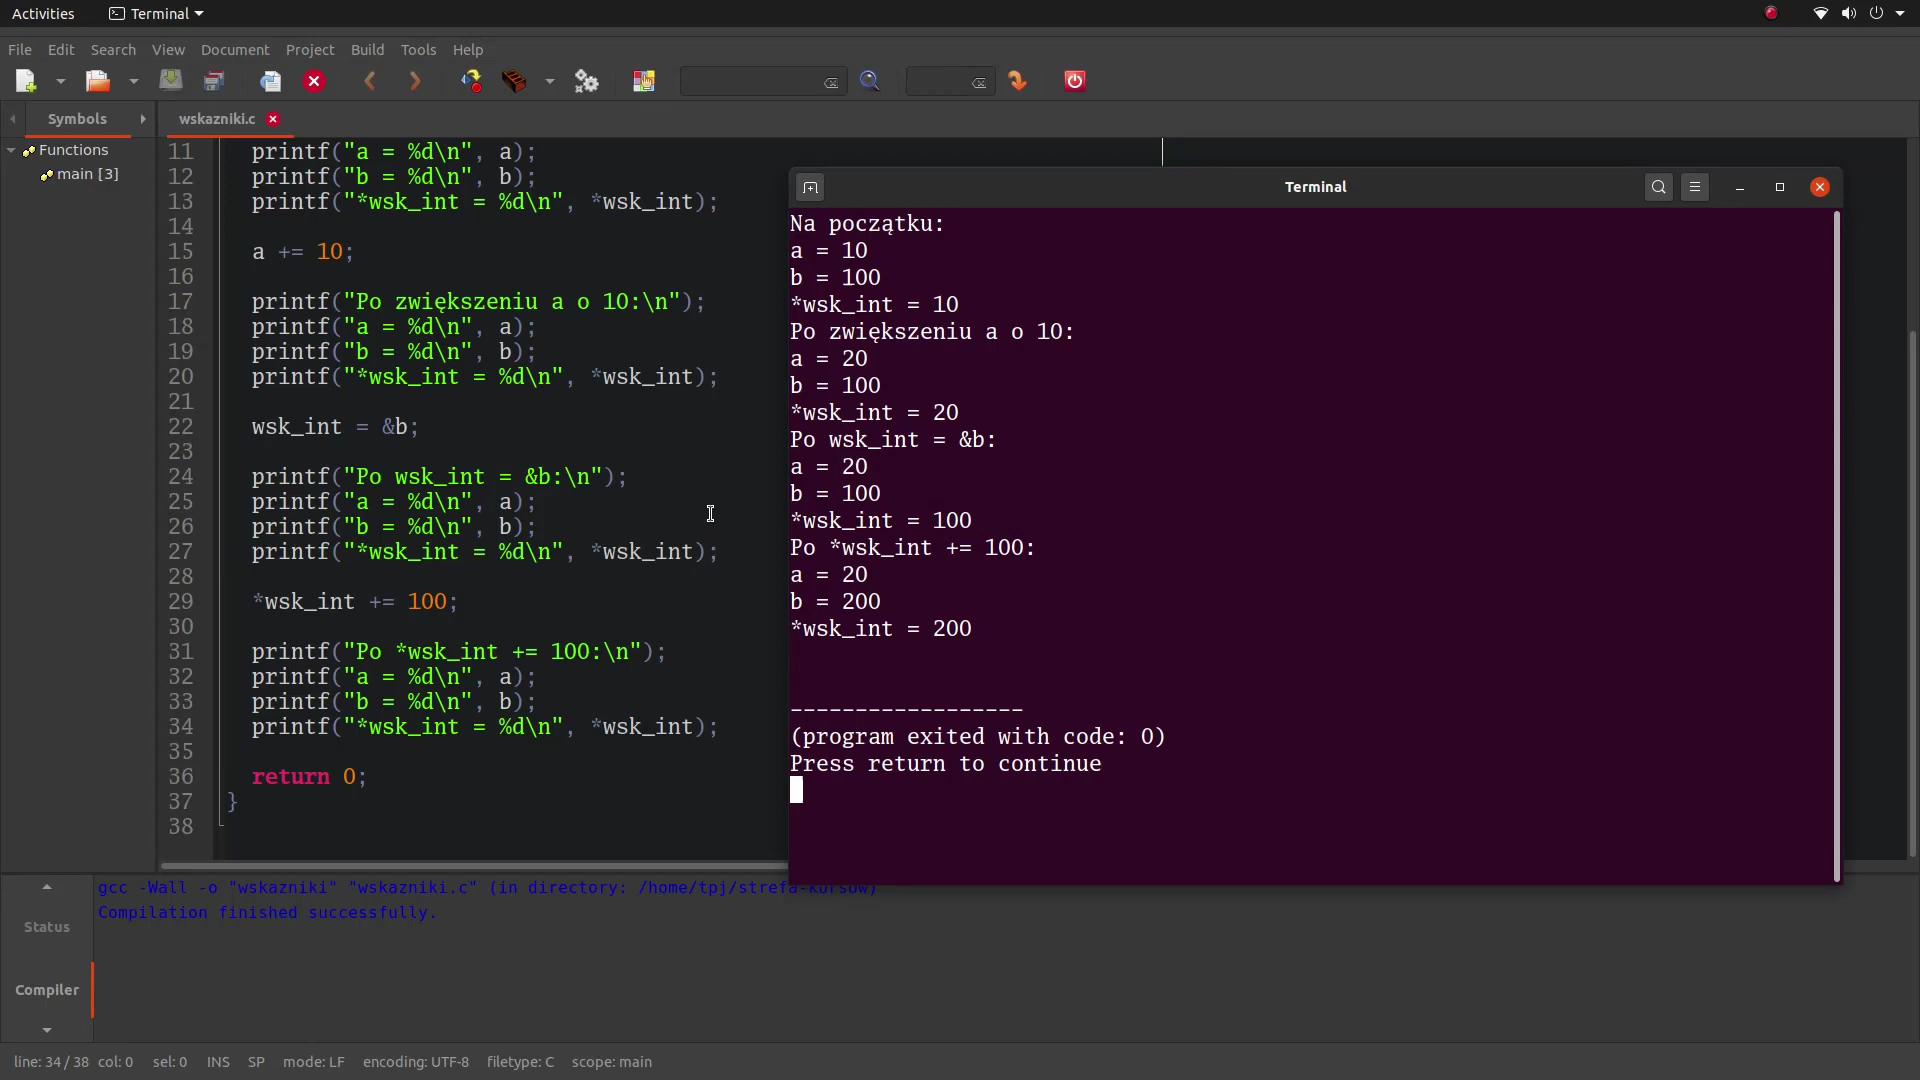 Activities Terminal
File Edit Search View Document Project Build Tools Help
Symbols
wskazniki.c
Functions
main [3]
11 printf("a = %d\n", a);
12 printf("b = %d\n", b);
13 printf("*wsk_int = %d\n", *wsk_int);
14
15 a += 10;
16
17 printf("Po zwiększeniu a o 10:\n");
18 printf("a = %d\n", a);
19 printf("b = %d\n", b);
20 printf("*wsk_int = %d\n", *wsk_int);
21
22 wsk_int = &b;
23
24 printf("Po wsk_int = &b:\n");
25 printf("a = %d\n", a);
26 printf("b = %d\n", b);
27 printf("*wsk_int = %d\n", *wsk_int);
28
29 *wsk_int += 100;
30
31 printf("Po *wsk_int += 100:\n");
32 printf("a = %d\n", a);
33 printf("b = %d\n", b);
34 printf("*wsk_int = %d\n", *wsk_int);
35
36 return 0;
37 }
38
Terminal
Na początku:
a = 10
b = 100
*wsk_int = 10
Po zwiększeniu a o 10:
a = 20
b = 100
*wsk_int = 20
Po wsk_int = &b:
a = 20
b = 100
*wsk_int = 100
Po *wsk_int += 100:
a = 20
b = 200
*wsk_int = 200
------------------
(program exited with code: 0)
Press return to continue
Status
Compiler
gcc -Wall -o "wskazniki" "wskazniki.c" (in directory: /home/tpj/strefa-kursow)
Compilation finished successfully.
line: 34 / 38 col: 0 sel: 0 INS SP mode: LF encoding: UTF-8 filetype: C scope: main